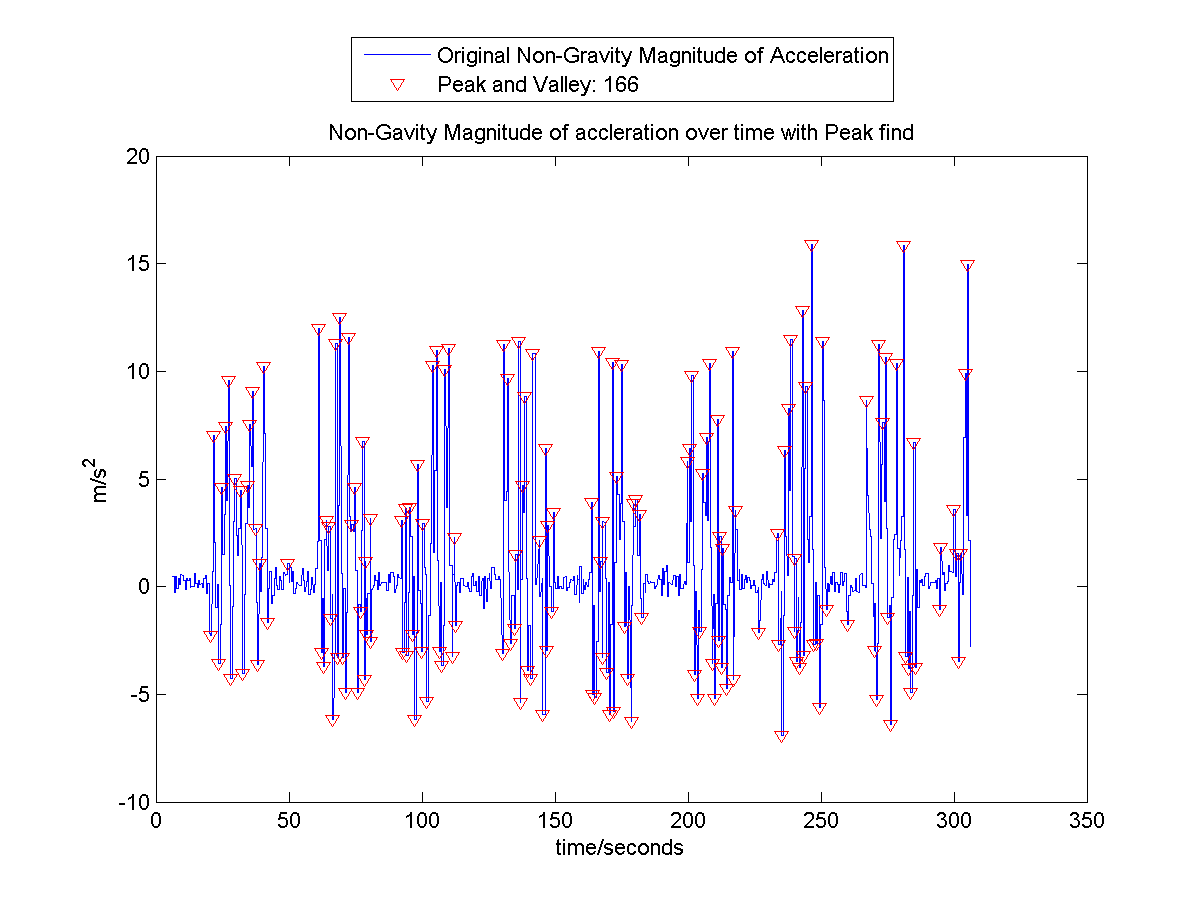 Original Non-Gravity Magnitude of Acceleration
Peak and Valley: 166
Non-Gavity Magnitude of accleration over time with Peak find
20
15
10
5
0
-5
-10
m/s²
0 50 100 150 200 250 300 350
time/seconds